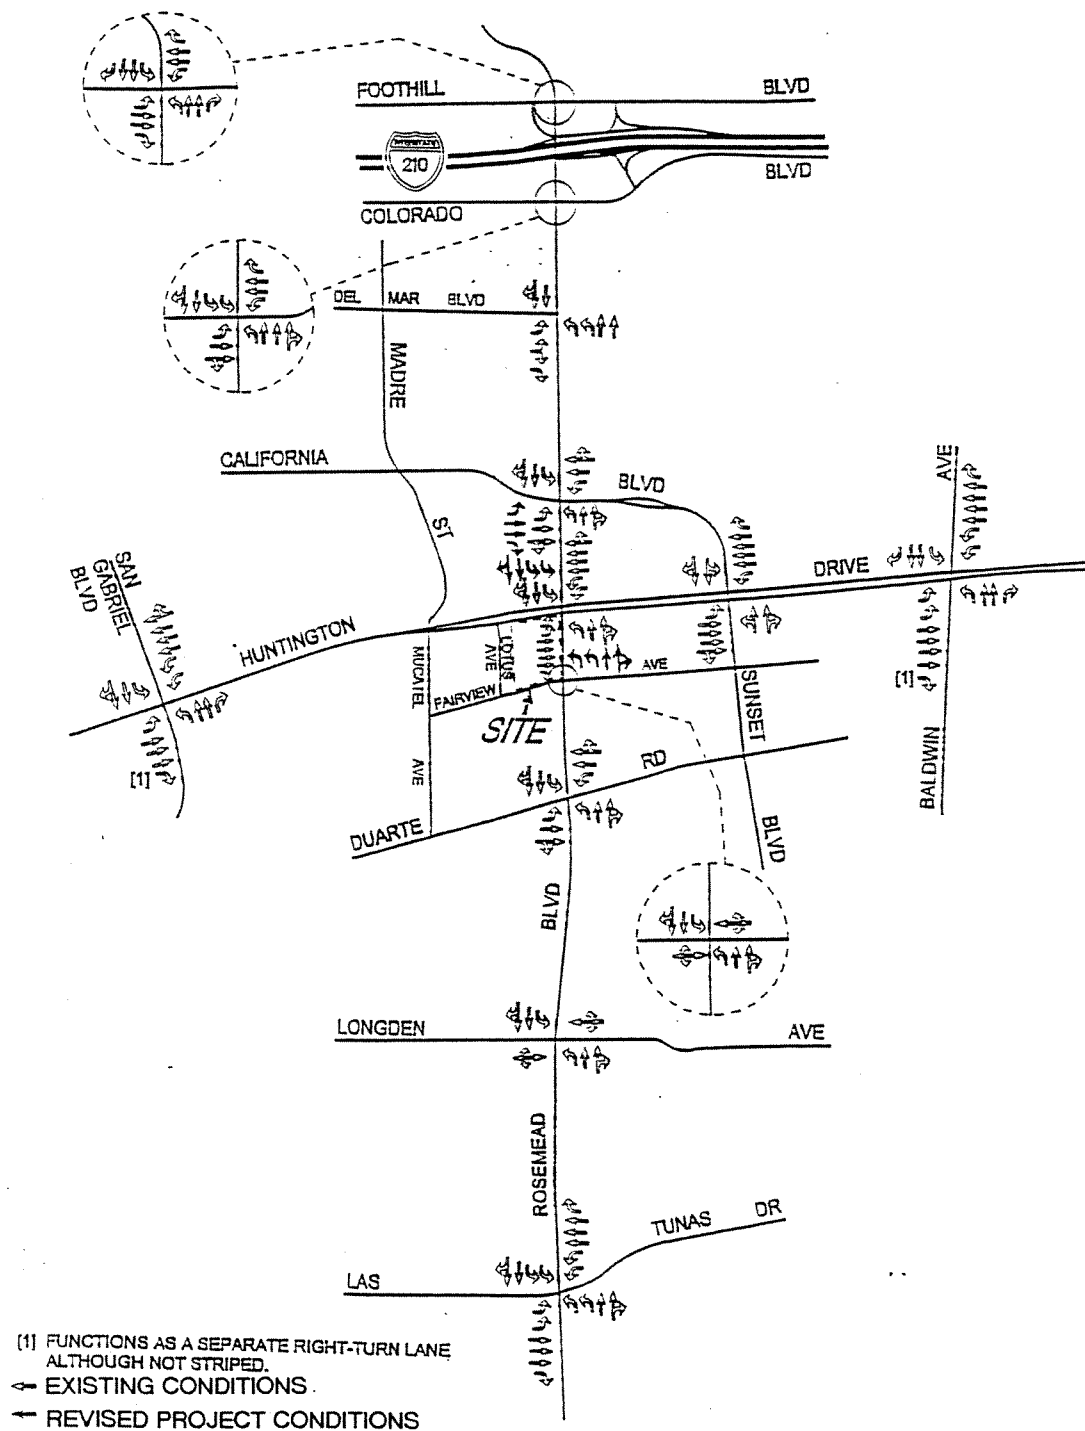 FOOTHILL BLVD
INTERSTATE
210
BLVD
COLORADO
DEL MAR BLVD
MADRE
CALIFORNIA
BLVD
ST
AVE
DRIVE
SAN
GABRIEL
BLVD
HUNTINGTON
MUCATEL
LOTUS
AVE
AVE
FAIRVIEW
SITE
SUNSET
[1]
[1]
AVE
RD
BALDWIN
DUARTE
BLVD
BLVD
LONGDEN AVE
ROSEMEAD
TUNAS DR
LAS
[1] FUNCTIONS AS A SEPARATE RIGHT-TURN LANE
ALTHOUGH NOT STRIPED.
EXISTING CONDITIONS
REVISED PROJECT CONDITIONS